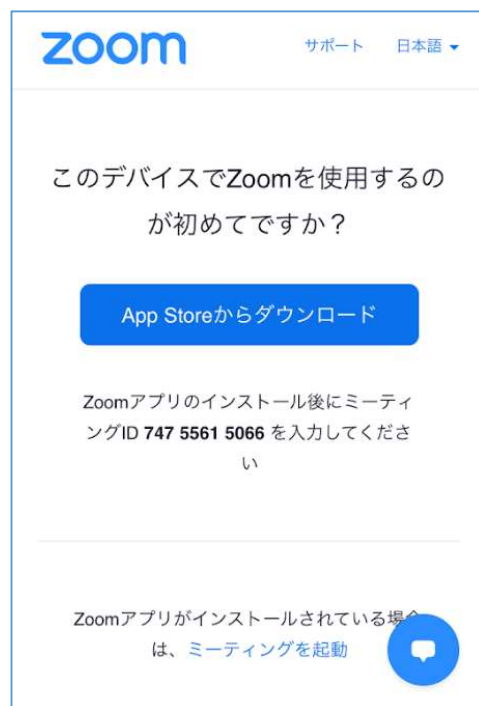 zoom
サポート 日本語
このデバイスでZoomを使用するの
が初めてですか？
App Storeからダウンロード
Zoomアプリのインストール後にミーティ
ングID 747 5561 5066 を入力してくださ
い
Zoomアプリがインストールされている場合
は、ミーティングを起動